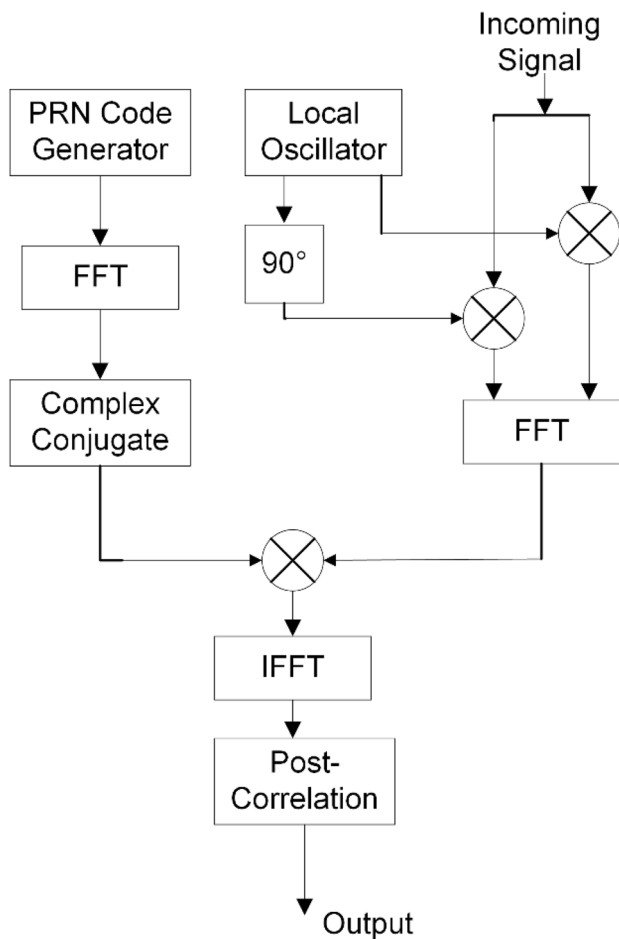 Incoming
Signal
PRN Code
Generator
Local
Oscillator
90°
FFT
Complex
Conjugate
FFT
IFFT
Post-
Correlation
Output